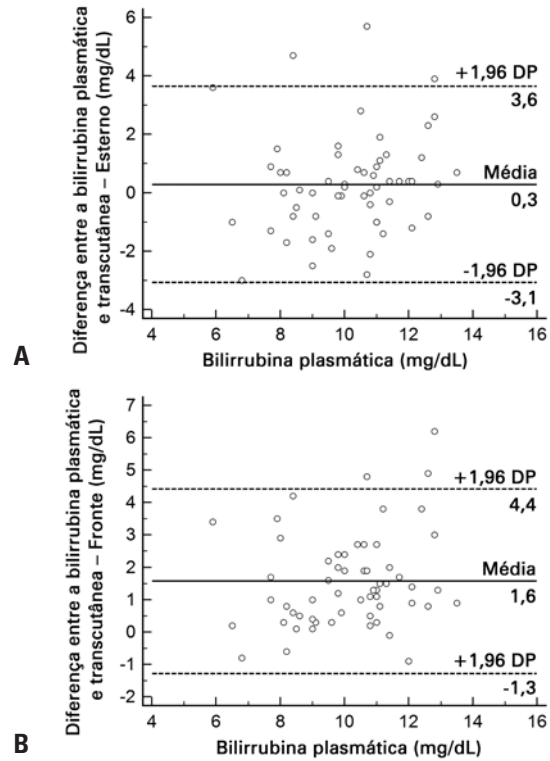 Diferença entre a bilirrubina plasmática
e transcutânea – Esterno (mg/dL)
6
4
2
0
-2
-4
+1,96 DP
3,6
Média
0,3
-1,96 DP
-3,1
4 6 8 10 12 14 16
Bilirrubina plasmática (mg/dL)
A
Diferença entre a bilirrubina plasmática
e transcutânea – Fronte (mg/dL)
7
6
5
4
3
2
1
0
-1
-2
+1,96 DP
4,4
Média
1,6
+1,96 DP
-1,3
4 6 8 10 12 14 16
Bilirrubina plasmática (mg/dL)
B